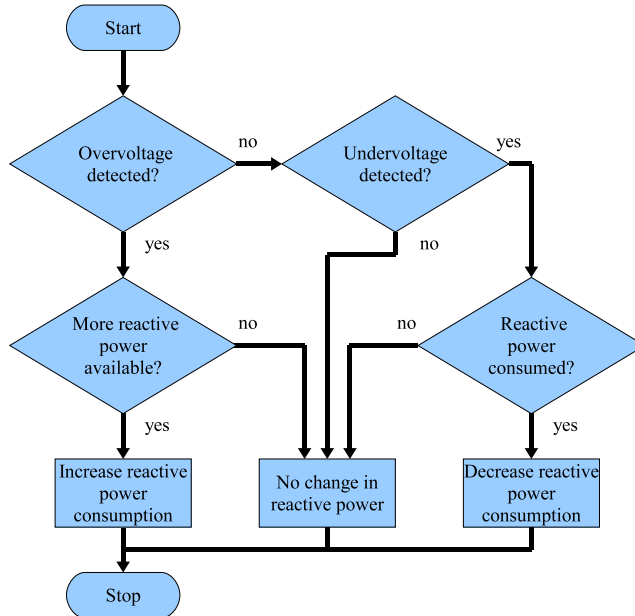 Start
Overvoltage
detected?
no
Undervoltage
detected?
yes
yes
no
More reactive
power
available?
no
no
Reactive
power
consumed?
yes
yes
Increase reactive
power
consumption
No change in
reactive power
Decrease reactive
power
consumption
Stop